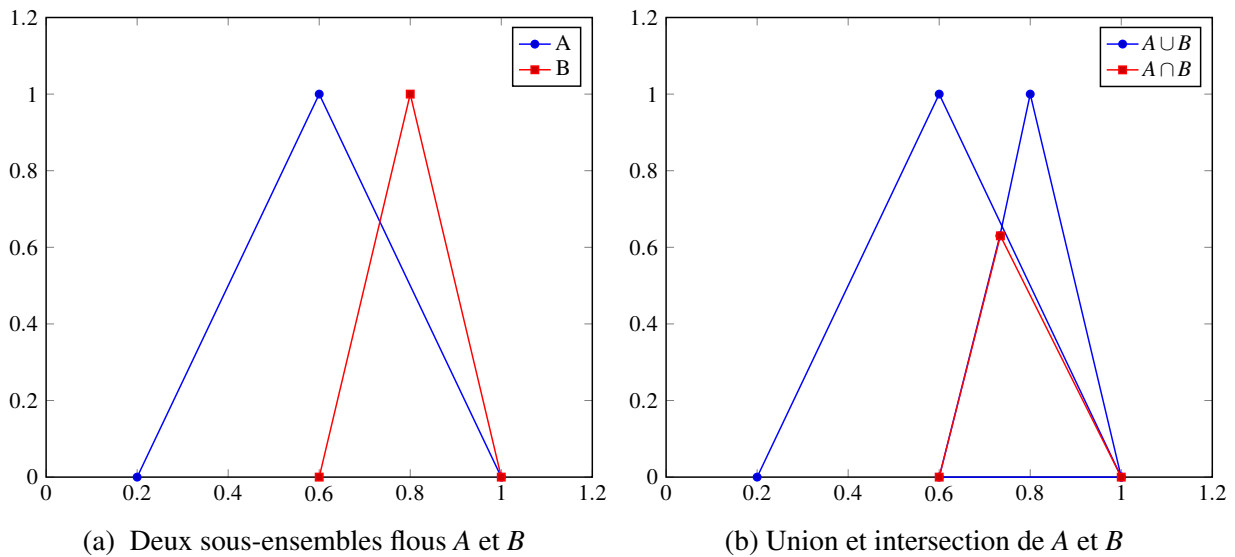 1.2
1
0.8
0.6
0.4
0.2
0
0 0.2 0.4 0.6 0.8 1 1.2
A
B
(a) Deux sous-ensembles flous A et B
1.2
1
0.8
0.6
0.4
0.2
0
0 0.2 0.4 0.6 0.8 1 1.2
A ∪ B
A ∩ B
(b) Union et intersection de A et B